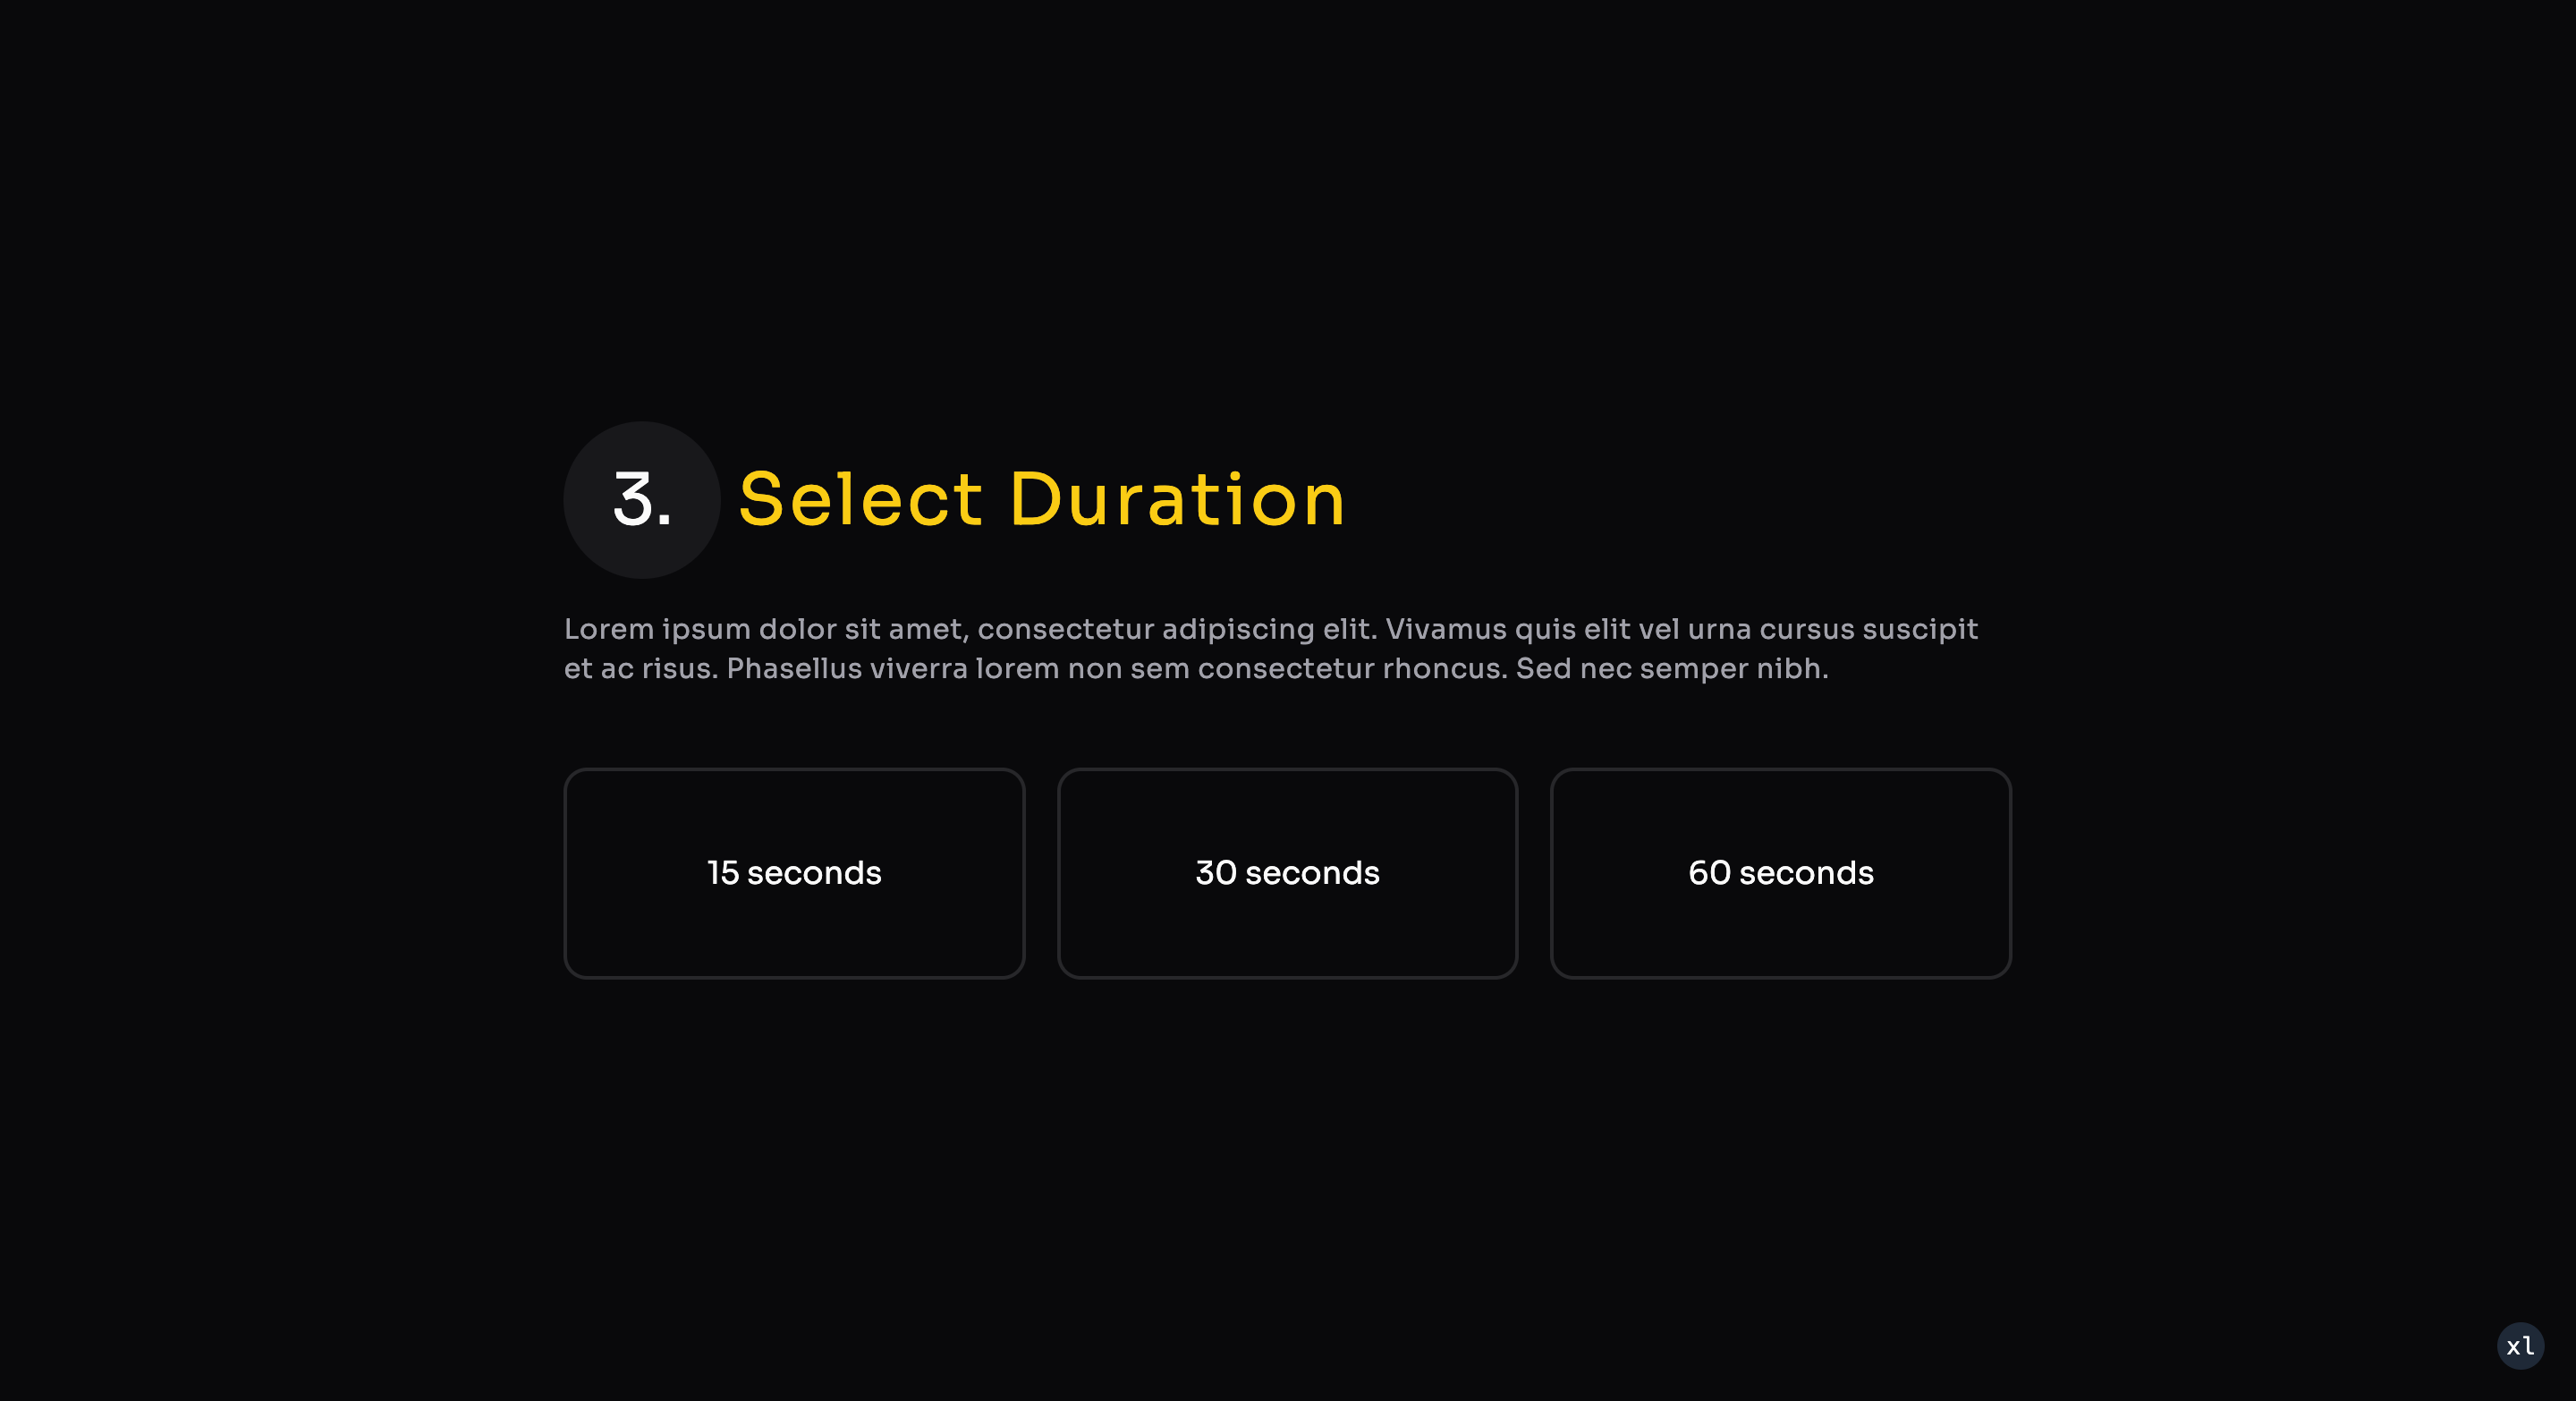 3. Select Duration
Lorem ipsum dolor sit amet, consectetur adipiscing elit. Vivamus quis elit vel urna cursus suscipit
et ac risus. Phasellus viverra lorem non sem consectetur rhoncus. Sed nec semper nibh.
15 seconds
30 seconds
60 seconds
xl